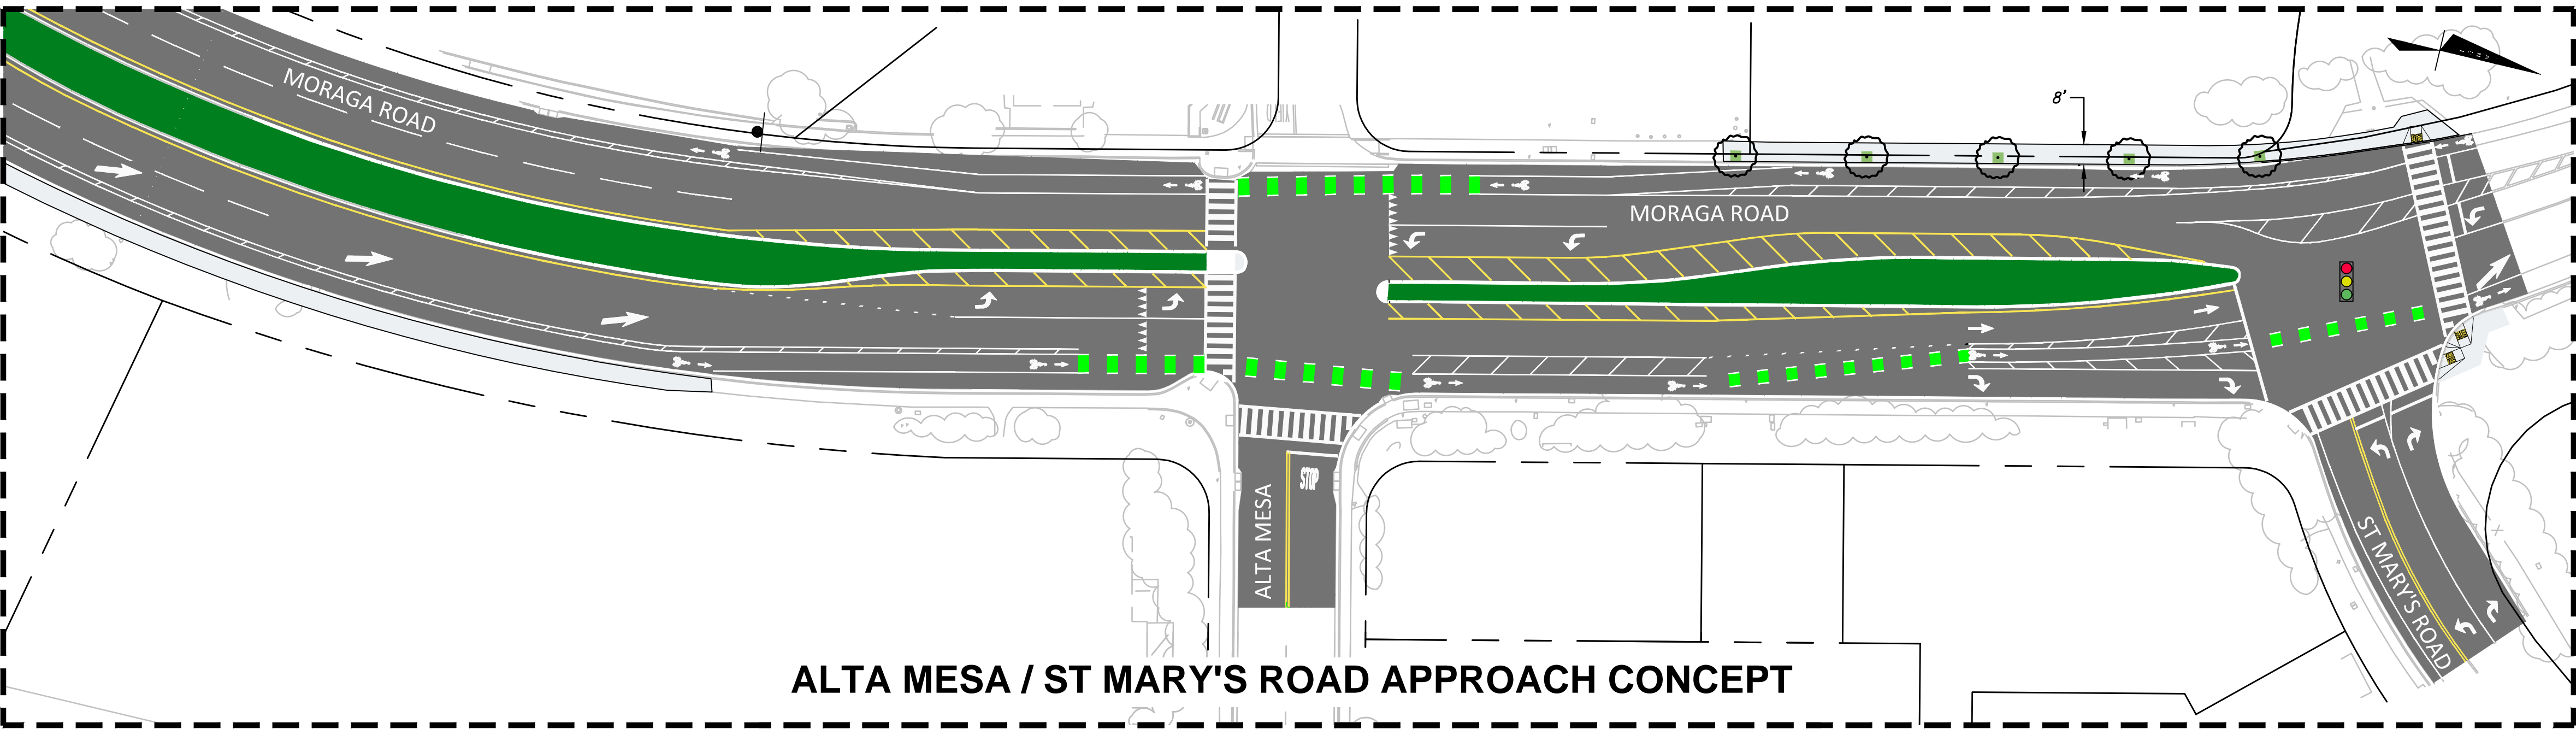 MORAGA ROAD
8'
MORAGA ROAD
STOP
ALTA MESA
ST MARY'S ROAD
ALTA MESA / ST MARY'S ROAD APPROACH CONCEPT